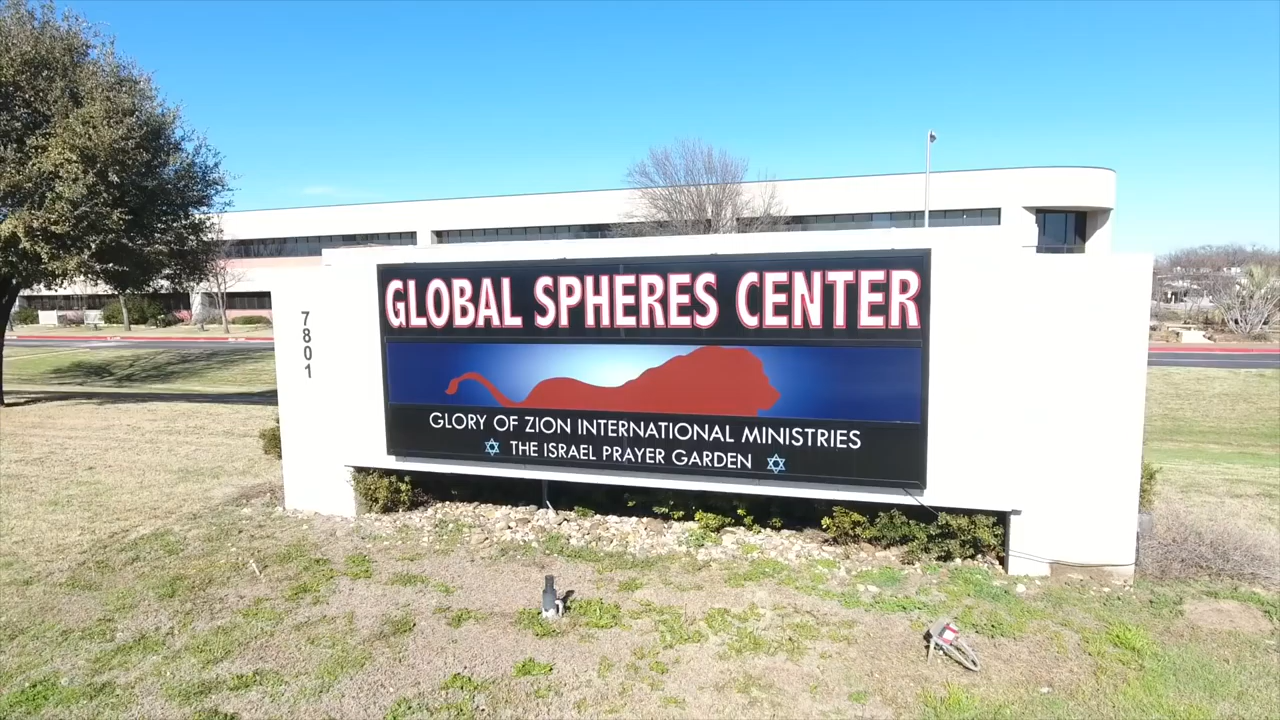 GLOBAL SPHERES CENTER
7801
GLORY OF ZION INTERNATIONAL MINISTRIES
THE ISRAEL PRAYER GARDEN